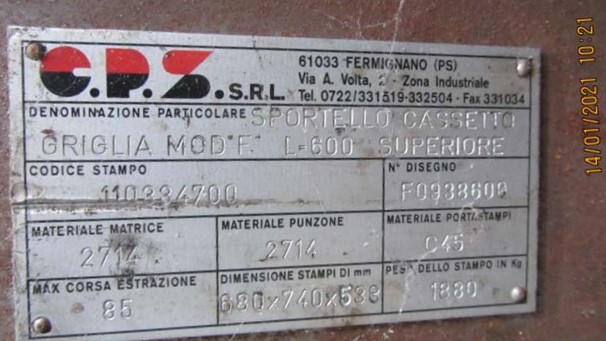 C.P.S. S.R.L.
61033 FERMIGNANO (PS)
Via A. Volta, 2 - Zona Industriale
Tel. 0722/331519-332504 - Fax 331034
DENOMINAZIONE PARTICOLARE SPORTELLO CASSETTO
GRIGLIA MOD F. L=600 SUPERIORE
CODICE STAMPO
110334700
N° DISEGNO
F0938600
MATERIALE MATRICE
2714
MATERIALE PUNZONE
2714
MATERIALE PORTASTAMPI
C45
MAX CORSA ESTRAZIONE
85
DIMENSIONE STAMPI DI mm
680x740x538
PESO DELLO STAMPO IN Kg
1880
14/01/2021 10:21